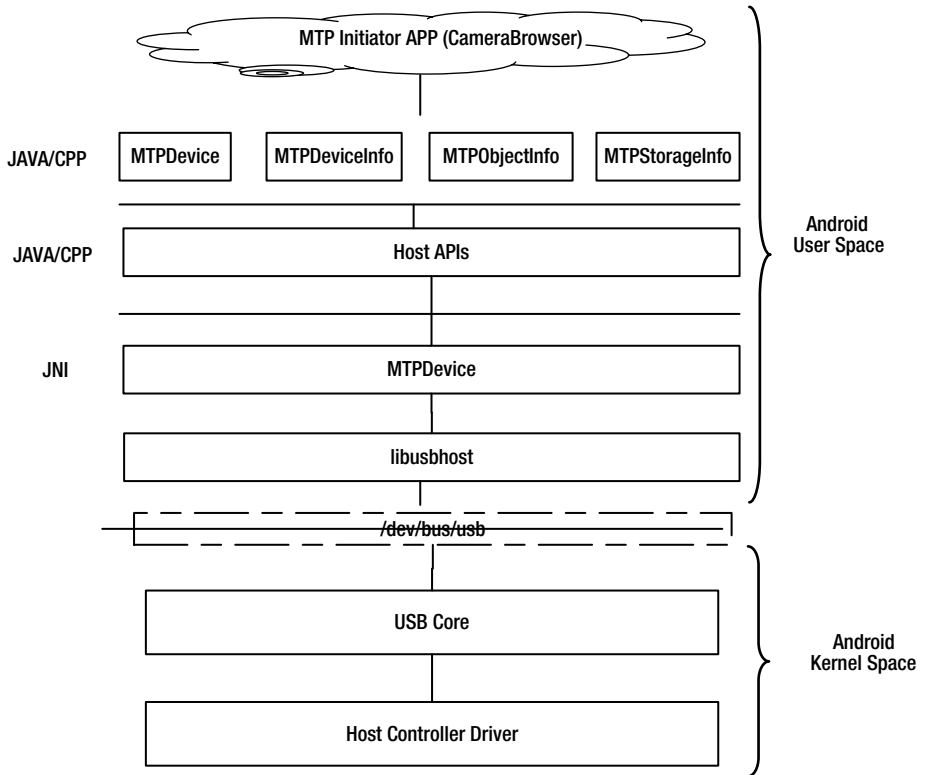 MTP Initiator APP (CameraBrowser)
JAVA/CPP
MTPDevice
MTPDeviceInfo
MTPObjectInfo
MTPStorageInfo
Android
User Space
JAVA/CPP
Host APIs
JNI
MTPDevice
libusbhost
/dev/bus/usb
USB Core
Android
Kernel Space
Host Controller Driver